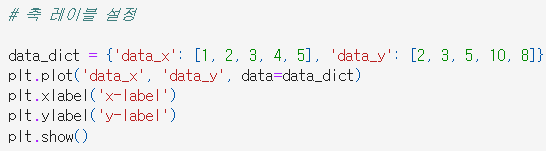 # 축 레이블 설정
data_dict = {'data_x': [1, 2, 3, 4, 5], 'data_y': [2, 3, 5, 10, 8]}
plt.plot('data_x', 'data_y', data=data_dict)
plt.xlabel('x-label')
plt.ylabel('y-label')
plt.show()